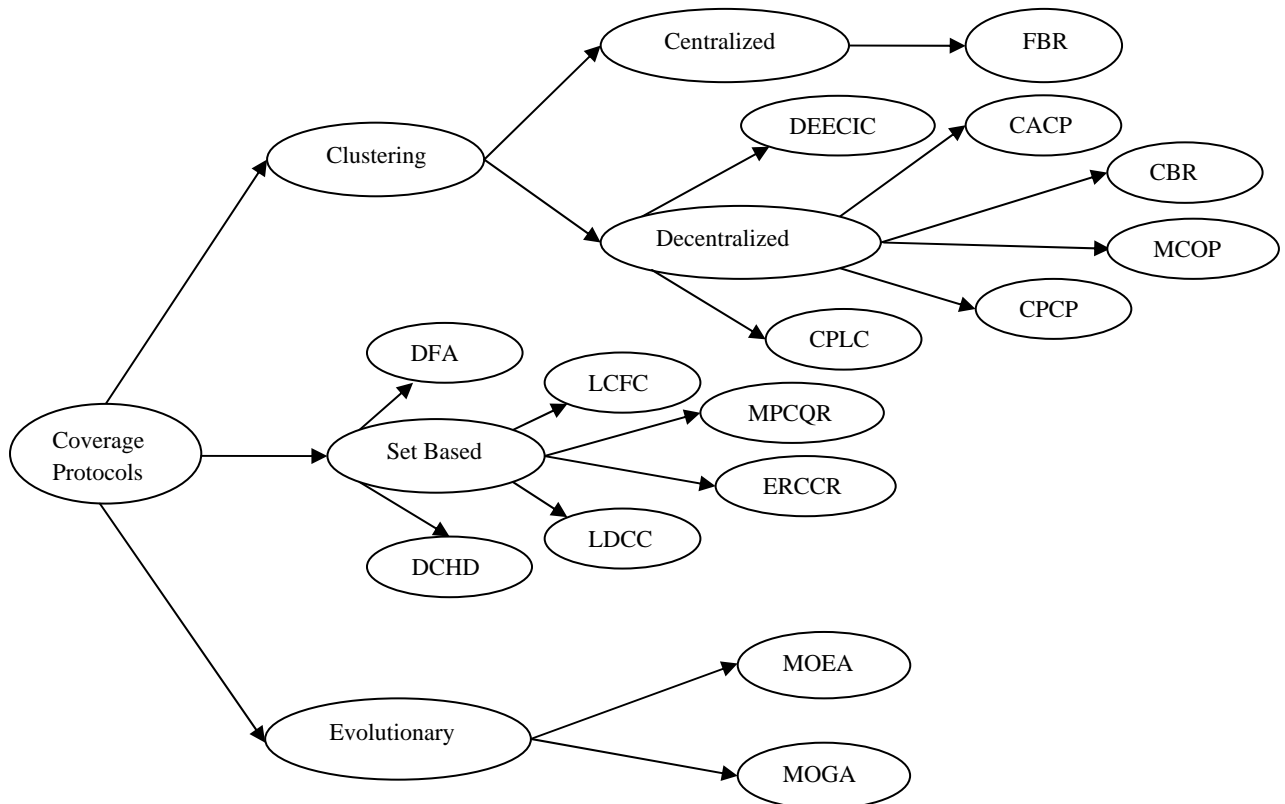 Centralized
FBR
DEECIC
CACP
Clustering
CBR
Decentralized
MCOP
CPCP
CPLC
DFA
LCFC
MPCQR
Coverage
Protocols
Set Based
ERCCR
LDCC
DCHD
MOEA
Evolutionary
MOGA